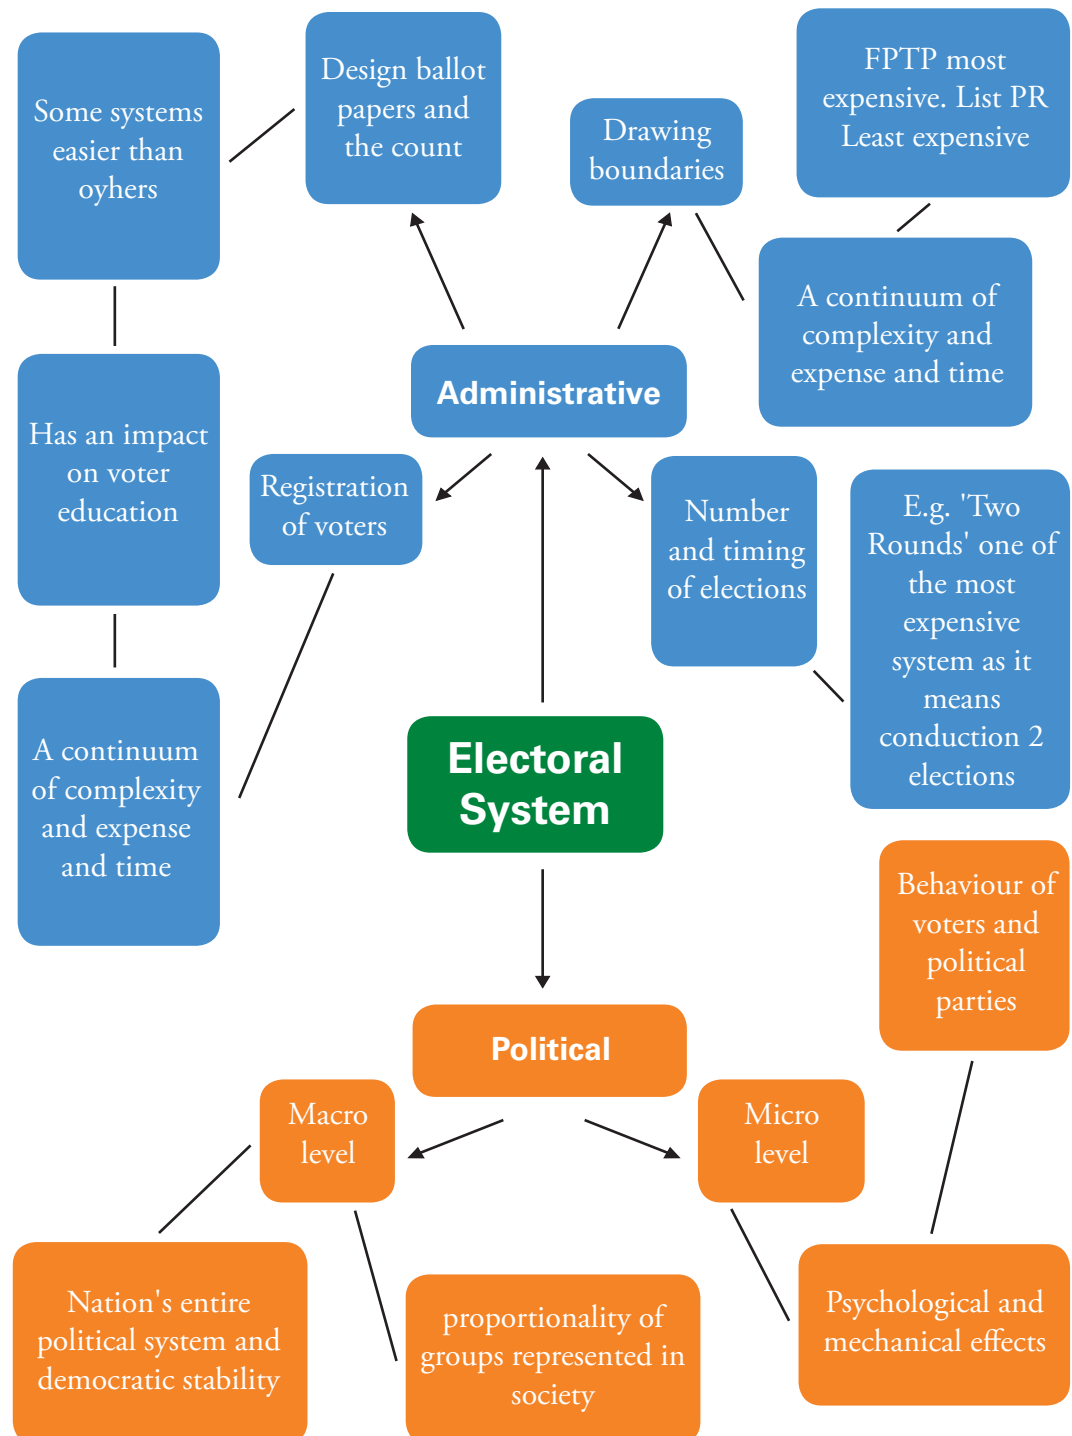 Some systems
easier than
oyhers
Design ballot
papers and
the count
Drawing
boundaries
FPTP most
expensive. List PR
Least expensive
A continuum of
complexity and
expense and time
Administrative
Has an impact
on voter
education
Registration
of voters
Number
and timing
of elections
E.g. 'Two
Rounds' one of
the most
expensive
system as it
means
conduction 2
elections
A continuum
of complexity
and expense
and time
Electoral
System
Behaviour of
voters and
political
parties
Political
Macro
level
Micro
level
Nation's entire
political system and
democratic stability
proportionality of
groups represented in
society
Psychological and
mechanical effects